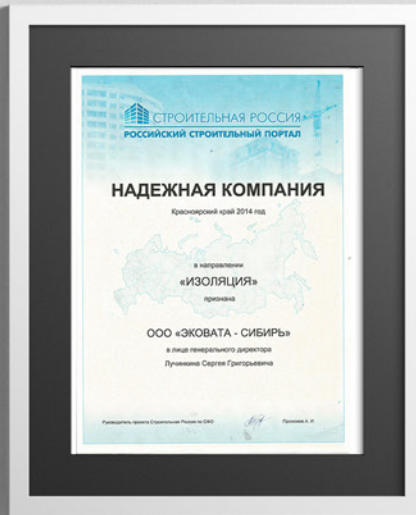 СТРОИТЕЛЬНАЯ РОССИЯ
РОССИЙСКИЙ СТРОИТЕЛЬНЫЙ ПОРТАЛ
НАДЕЖНАЯ КОМПАНИЯ
Красноярский край 2014 год
в направлении
«ИЗОЛЯЦИЯ»
признана
ООО «ЭКОВАТА - СИБИРЬ»
в лице генерального директора
Лучинкина Сергея Григорьевича
Руководитель проекта Строительная Россия по СФО